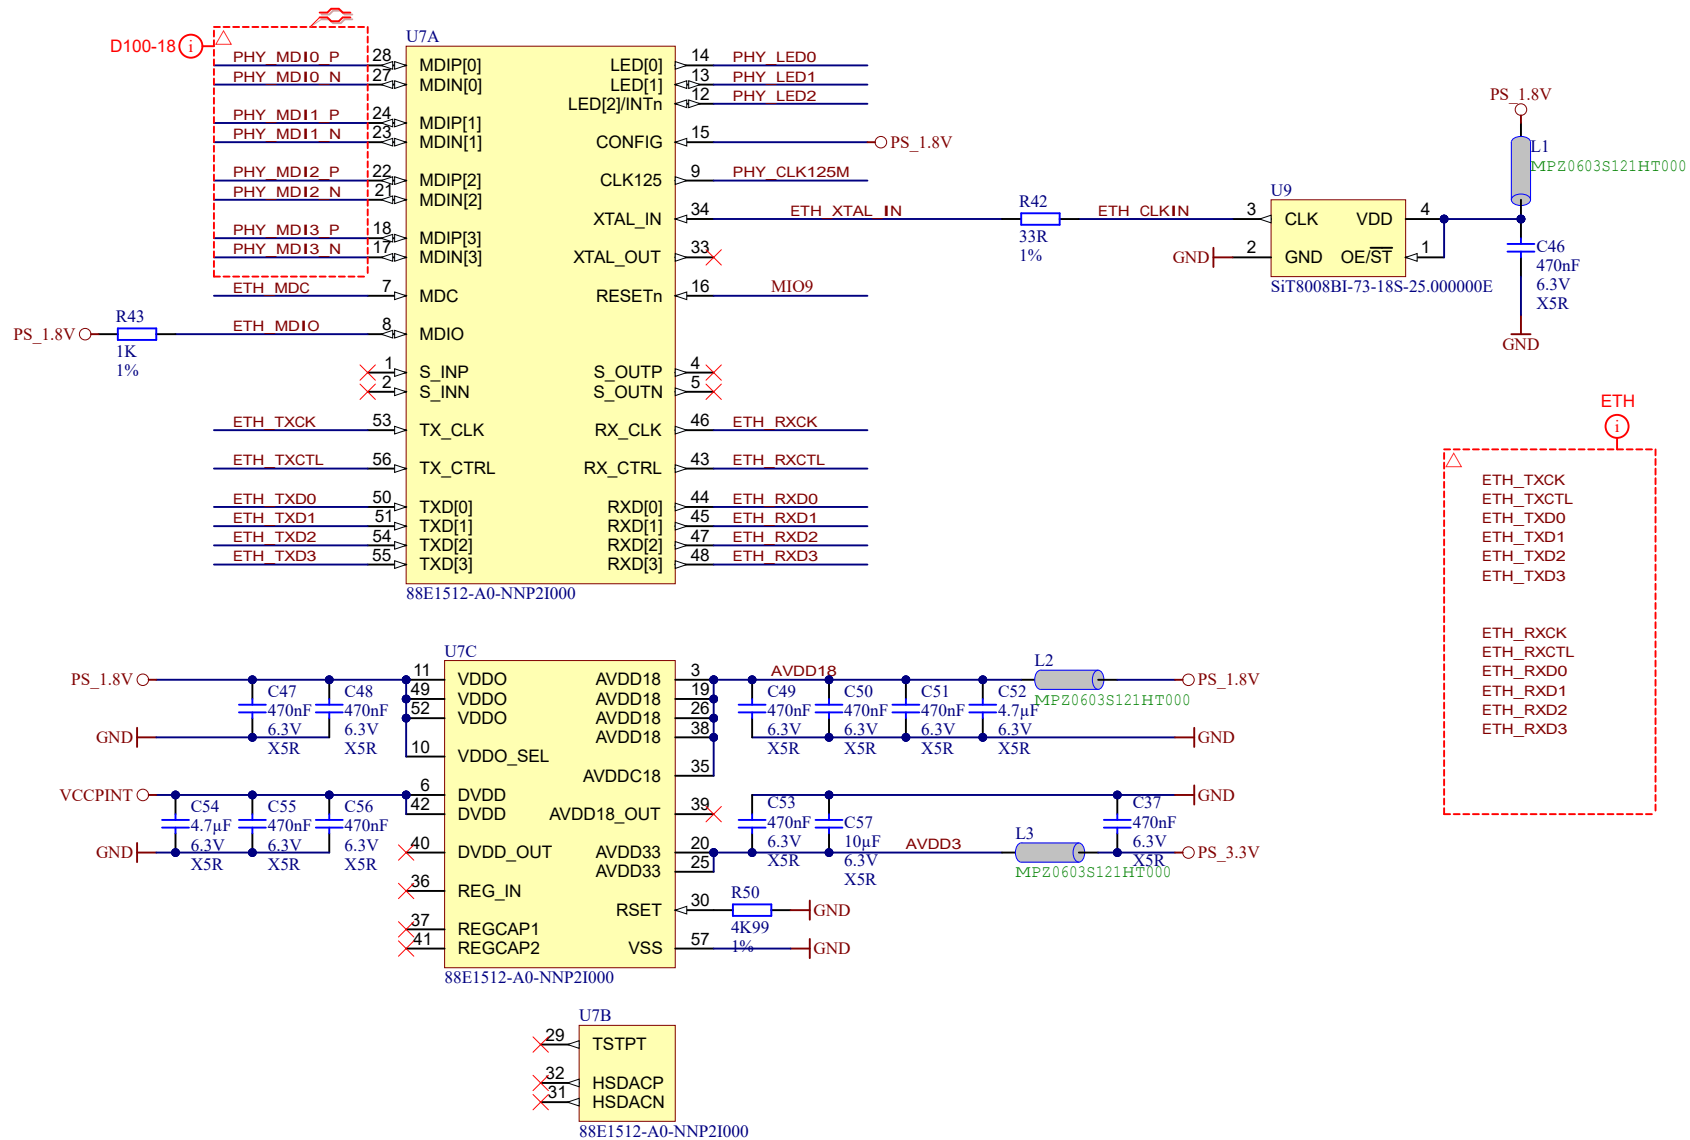 D100-18
i
U7A
PHY_MDI0_P 28 MDIP[0]
PHY_MDI0_N 27 MDIN[0]
PHY_MDI1_P 24 MDIP[1]
PHY_MDI1_N 23 MDIN[1]
PHY_MDI2_P 22 MDIP[2]
PHY_MDI2_N 21 MDIN[2]
PHY_MDI3_P 18 MDIP[3]
PHY_MDI3_N 17 MDIN[3]
ETH_MDC 7 MDC
PS_1.8V R43 1K 1% ETH_MDIO 8 MDIO
1 S_INP
2 S_INN
ETH_TXCK 53 TX_CLK
ETH_TXCTL 56 TX_CTRL
ETH_TXD0 50 TXD[0]
ETH_TXD1 51 TXD[1]
ETH_TXD2 54 TXD[2]
ETH_TXD3 55 TXD[3]
LED[0] 14 PHY_LED0
LED[1] 13 PHY_LED1
LED[2]/INTn 12 PHY_LED2
CONFIG 15 PS_1.8V
CLK125 9 PHY_CLK125M
XTAL_IN 34 ETH_XTAL_IN R42 33R 1% ETH_CLKIN
XTAL_OUT 33
RESETn 16 MIO9
S_OUTP 4
S_OUTN 5
RX_CLK 46 ETH_RXCK
RX_CTRL 43 ETH_RXCTL
RXD[0] 44 ETH_RXD0
RXD[1] 45 ETH_RXD1
RXD[2] 47 ETH_RXD2
RXD[3] 48 ETH_RXD3
88E1512-A0-NNP2I000
U9
3 CLK VDD 4
GND 2 GND OE/ST 1
SiT8008BI-73-18S-25.000000E
PS_1.8V
L1
MPZ0603S121HT000
C46
470nF
6.3V
X5R
GND
ETH
i
ETH_TXCK
ETH_TXCTL
ETH_TXD0
ETH_TXD1
ETH_TXD2
ETH_TXD3
ETH_RXCK
ETH_RXCTL
ETH_RXD0
ETH_RXD1
ETH_RXD2
ETH_RXD3
U7C
PS_1.8V 11 VDDO
49 VDDO
52 VDDO
10 VDDO_SEL
C47 470nF 6.3V X5R
C48 470nF 6.3V X5R
GND
VCCPINT 6 DVDD
42 DVDD
C54 4.7µF 6.3V X5R
C55 470nF 6.3V X5R
C56 470nF 6.3V X5R
GND
40 DVDD_OUT
36 REG_IN
37 REGCAP1
41 REGCAP2
AVDD18 3 AVDD18 L2 PS_1.8V
MPZ0603S121HT000
AVDD18 19
AVDD18 26
AVDD18 38
AVDDC18 35
C49 470nF 6.3V X5R
C50 470nF 6.3V X5R
C51 470nF 6.3V X5R
C52 4.7µF 6.3V X5R
GND
AVDD18_OUT 39
AVDD33 20 AVDD3 L3 PS_3.3V
MPZ0603S121HT000
AVDD33 25
C53 470nF 6.3V X5R
C57 10µF 6.3V X5R
C37 470nF 6.3V X5R
GND
RSET 30 R50 4K99 1% GND
VSS 57 GND
88E1512-A0-NNP2I000
U7B
29 TSTPT
32 HSDACP
31 HSDACN
88E1512-A0-NNP2I000